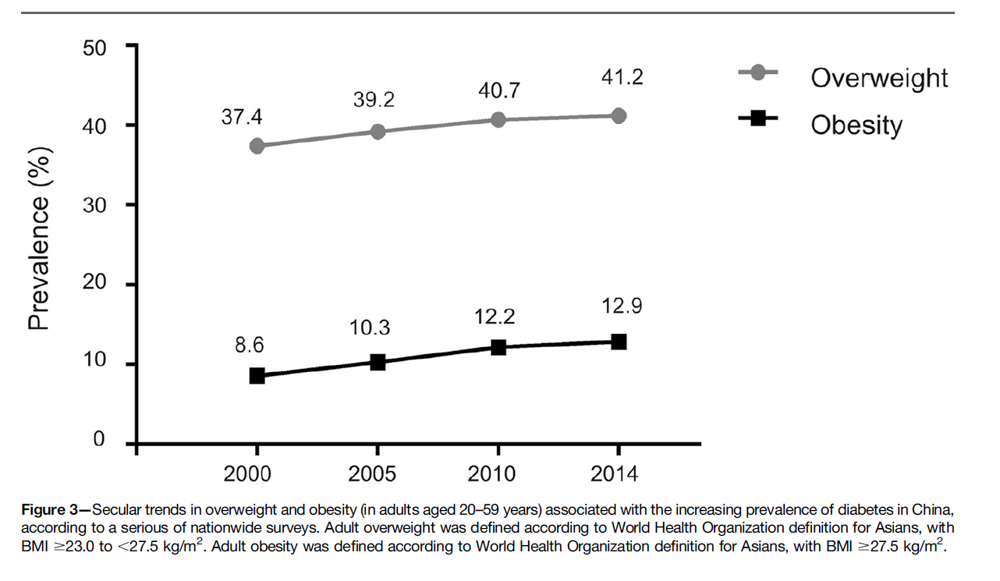 50
40
30
20
10
0
Prevalence (%)
37.4
39.2
40.7
41.2
8.6
10.3
12.2
12.9
2000 2005 2010 2014
Overweight
Obesity
Figure 3—Secular trends in overweight and obesity (in adults aged 20–59 years) associated with the increasing prevalence of diabetes in China,
according to a serious of nationwide surveys. Adult overweight was defined according to World Health Organization definition for Asians, with
BMI ≥23.0 to <27.5 kg/m². Adult obesity was defined according to World Health Organization definition for Asians, with BMI ≥27.5 kg/m².